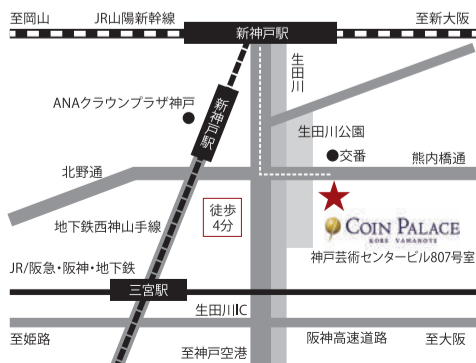 至岡山
JR山陽新幹線
新神戸駅
至新大阪
生田川
ANAクラウンプラザ神戸
新神戸駅
生田川公園
交番
北野通
熊内橋通
徒歩
4分
地下鉄西神山手線
COIN PALACE
KOBE YAMANOTE
神戸芸術センタービル807号室
JR/阪急・阪神・地下鉄
三宮駅
生田川IC
至姫路
阪神高速道路
至大阪
至神戸空港